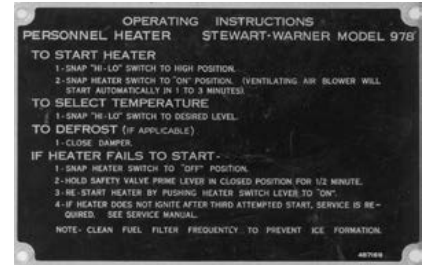 OPERATING INSTRUCTIONS
PERSONNEL HEATER STEWART-WARNER MODEL 978
TO START HEATER
1-SNAP "HI-LO" SWITCH TO HIGH POSITION.
2-SNAP HEATER SWITCH TO "ON" POSITION. (VENTILATING AIR BLOWER WILL
START AUTOMATICALLY IN 1 TO 3 MINUTES).
TO SELECT TEMPERATURE
1-SNAP "HI-LO" SWITCH TO DESIRED LEVEL.
TO DEFROST (IF APPLICABLE)
1-CLOSE DAMPER.
IF HEATER FAILS TO START-
1-SNAP HEATER SWITCH TO "OFF" POSITION.
2-HOLD SAFETY VALVE PRIME LEVER IN CLOSED POSITION FOR 1/2 MINUTE.
3-RE-START HEATER BY PUSHING HEATER SWITCH LEVER TO "ON".
4-IF HEATER DOES NOT IGNITE AFTER THIRD ATTEMPTED START, SERVICE IS RE-
QUIRED. SEE SERVICE MANUAL.
NOTE-CLEAN FUEL FILTER FREQUENTLY TO PREVENT ICE FORMATION.
487189